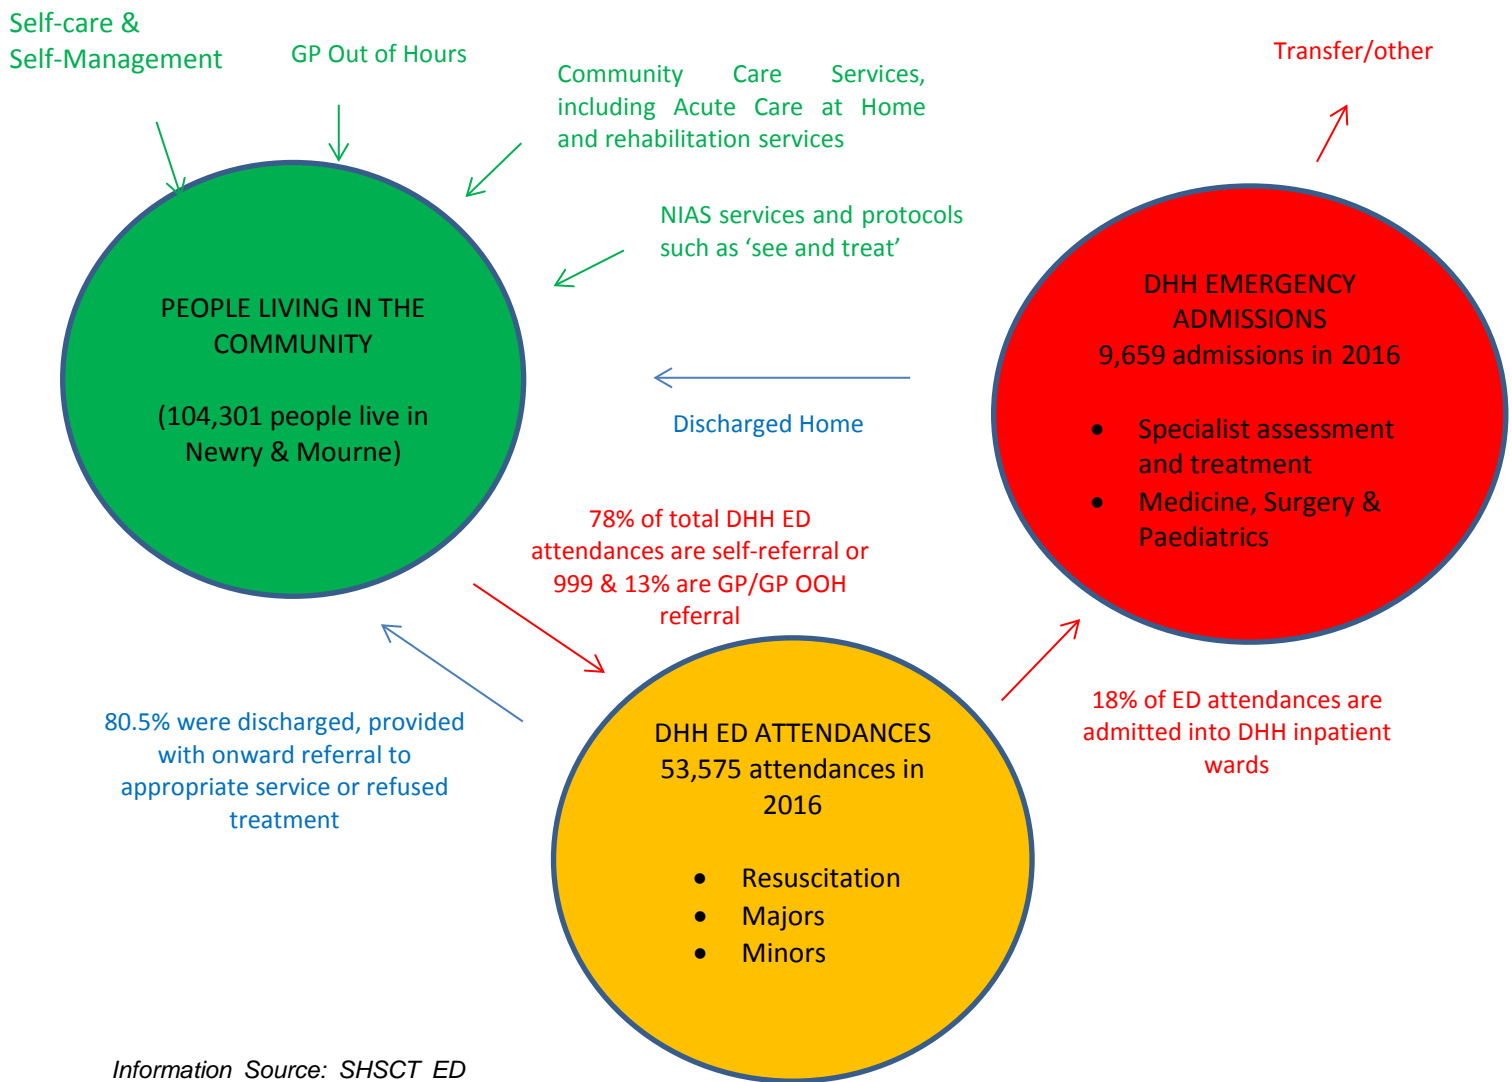 Self-care &
Self-Management
GP Out of Hours
Community Care Services,
including Acute Care at Home
and rehabilitation services
Transfer/other
NIAS services and protocols
such as ‘see and treat’
PEOPLE LIVING IN THE
COMMUNITY
(104,301 people live in
Newry & Mourne)
Discharged Home
DHH EMERGENCY
ADMISSIONS
9,659 admissions in 2016
• Specialist assessment
and treatment
• Medicine, Surgery &
Paediatrics
78% of total DHH ED
attendances are self-referral or
999 & 13% are GP/GP OOH
referral
80.5% were discharged, provided
with onward referral to
appropriate service or refused
treatment
DHH ED ATTENDANCES
53,575 attendances in
2016
• Resuscitation
• Majors
• Minors
18% of ED attendances are
admitted into DHH inpatient
wards
Information Source: SHSCT ED